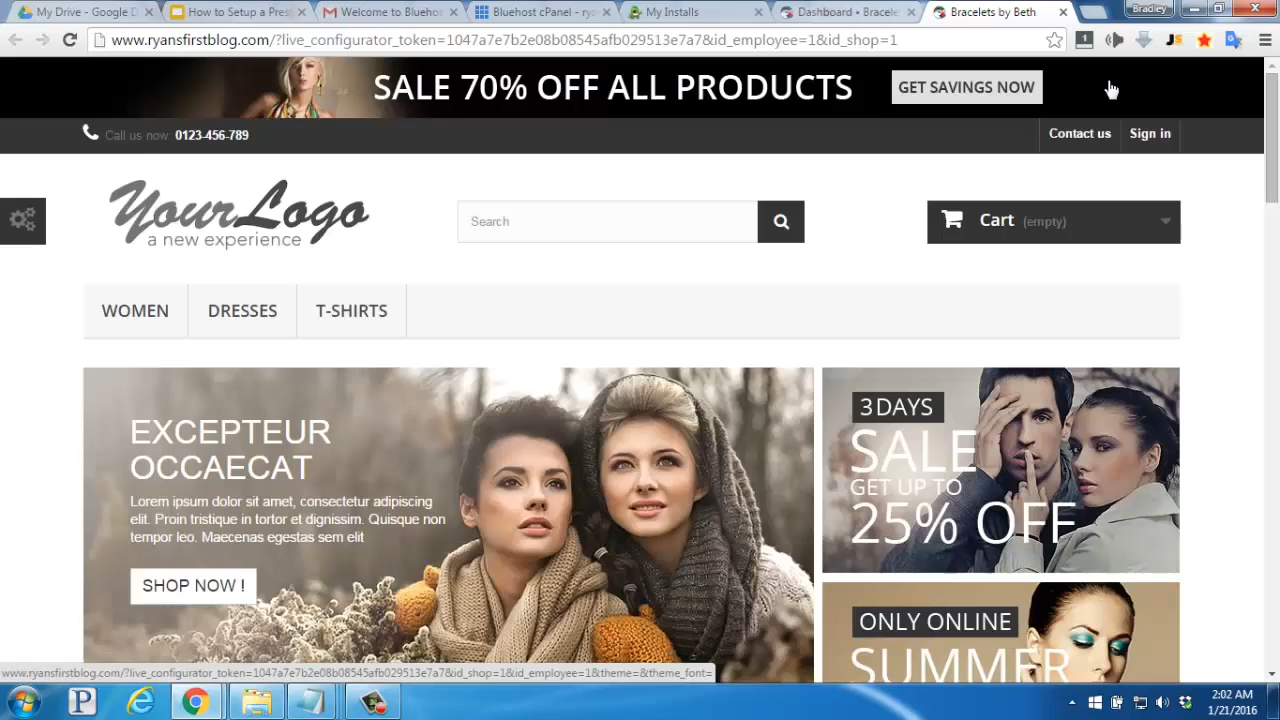 My Drive - Google D
How to Setup a Pres
Welcome to Blueho
Bluehost cPanel - rya
My Installs
Dashboard • Bracele
Bracelets by Beth
Bradley
www.ryansfirstblog.com/?live_configurator_token=1047a7e7b2e08b08545afb029513e7a7&id_employee=1&id_shop=1
SALE 70% OFF ALL PRODUCTS
GET SAVINGS NOW
Call us now: 0123-456-789
Contact us
Sign in
YourLogo
a new experience
Search
Cart (empty)
WOMEN
DRESSES
T-SHIRTS
EXCEPTEUR
OCCAECAT
Lorem ipsum dolor sit amet, consectetur adipiscing
elit. Proin tristique in tortor et dignissim. Quisque non
tempor leo. Maecenas egestas sem elit
SHOP NOW !
3 DAYS
SALE
GET UP TO
25% OFF
ONLY ONLINE
SUMMER
www.ryansfirstblog.com/?live_configurator_token=1047a7e7b2e08b08545afb029513e7a7&id_shop=1&id_employee=1&theme=&theme_font=
2:02 AM
1/21/2016